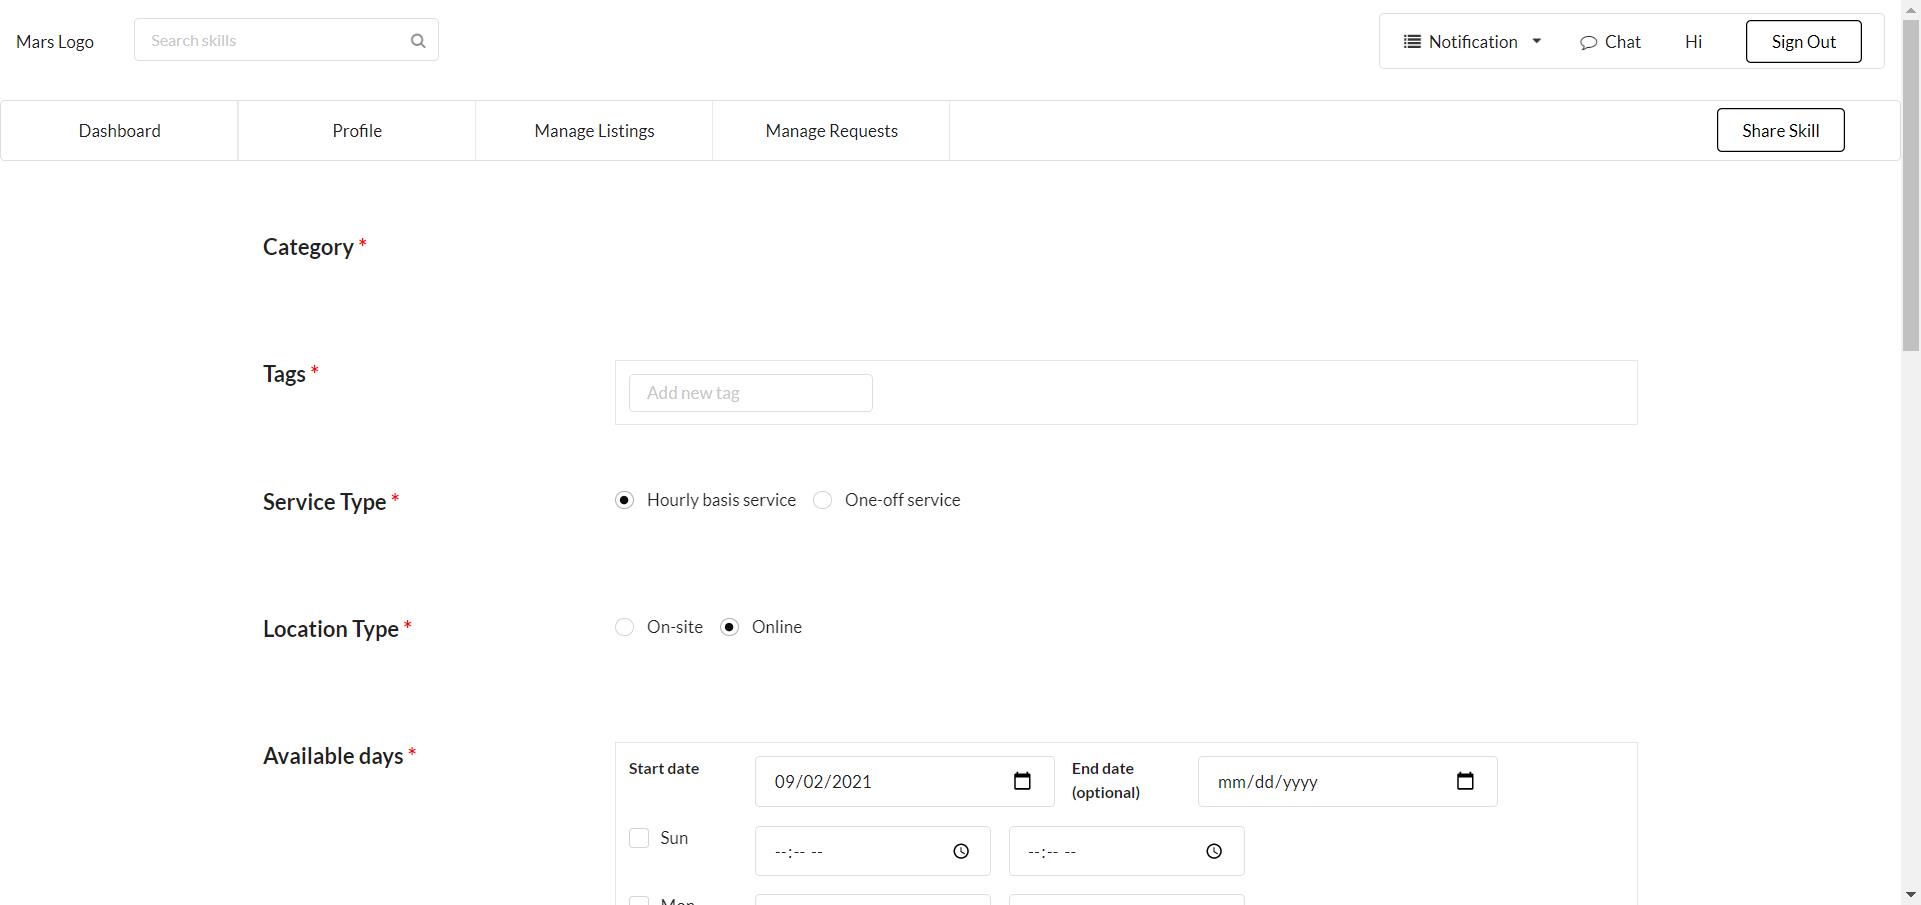 Mars Logo
Search skills
Notification
Chat
Hi
Sign Out
Dashboard
Profile
Manage Listings
Manage Requests
Share Skill
Category *
Tags *
Add new tag
Service Type *
Hourly basis service
One-off service
Location Type *
On-site
Online
Available days *
Start date
09/02/2021
End date
(optional)
mm/dd/yyyy
Sun
--:-- --
--:-- --
Mon